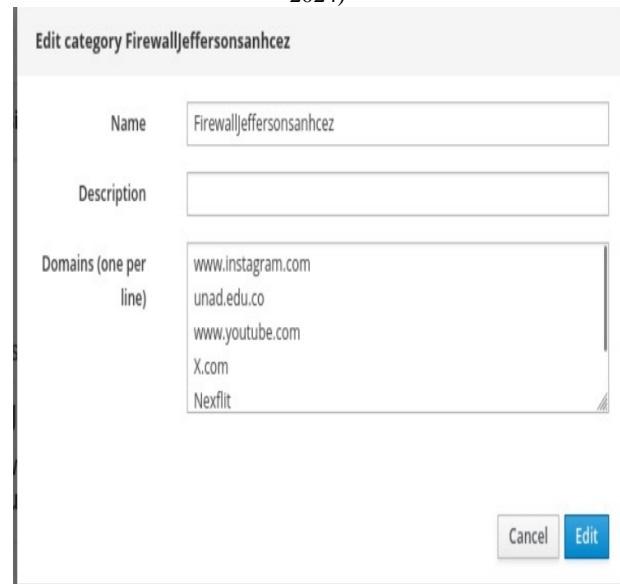 2024)
Edit category FirewallJeffersonsanhcez
Name
FirewallJeffersonsanhcez
Description
Domains (one per
line)
www.instagram.com
unad.edu.co
www.youtube.com
X.com
Nexflit
Cancel
Edit